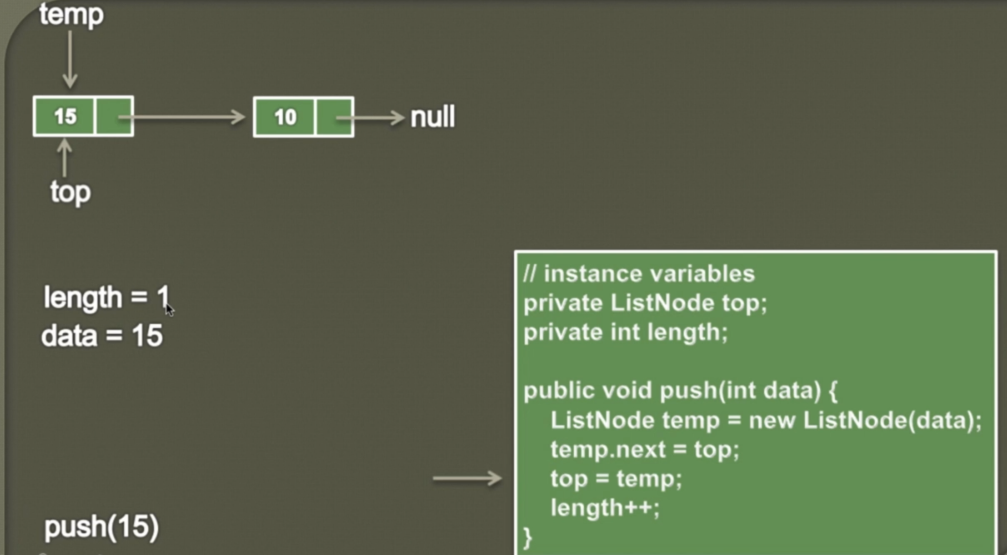 temp
15
10
null
top
length = 1
data = 15
// instance variables
private ListNode top;
private int length;
public void push(int data) {
ListNode temp = new ListNode(data);
temp.next = top;
top = temp;
length++;
}
push(15)